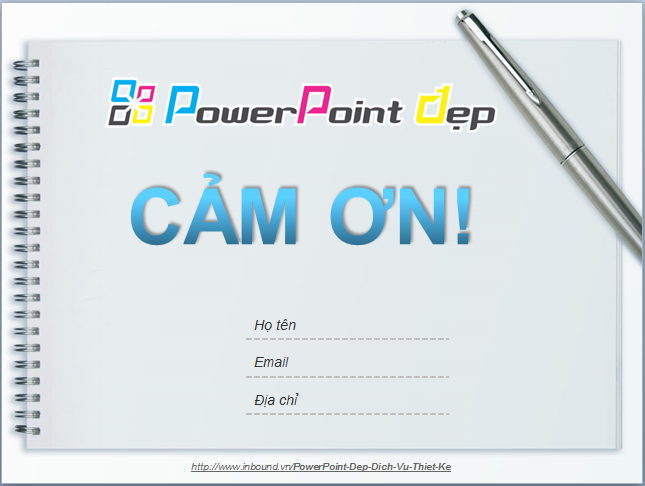 PowerPoint đẹp
CẢM ƠN!
Họ tên
Email
Địa chỉ
http://www.inbound.vn/PowerPoint-Dep-Dich-Vu-Thiet-Ke